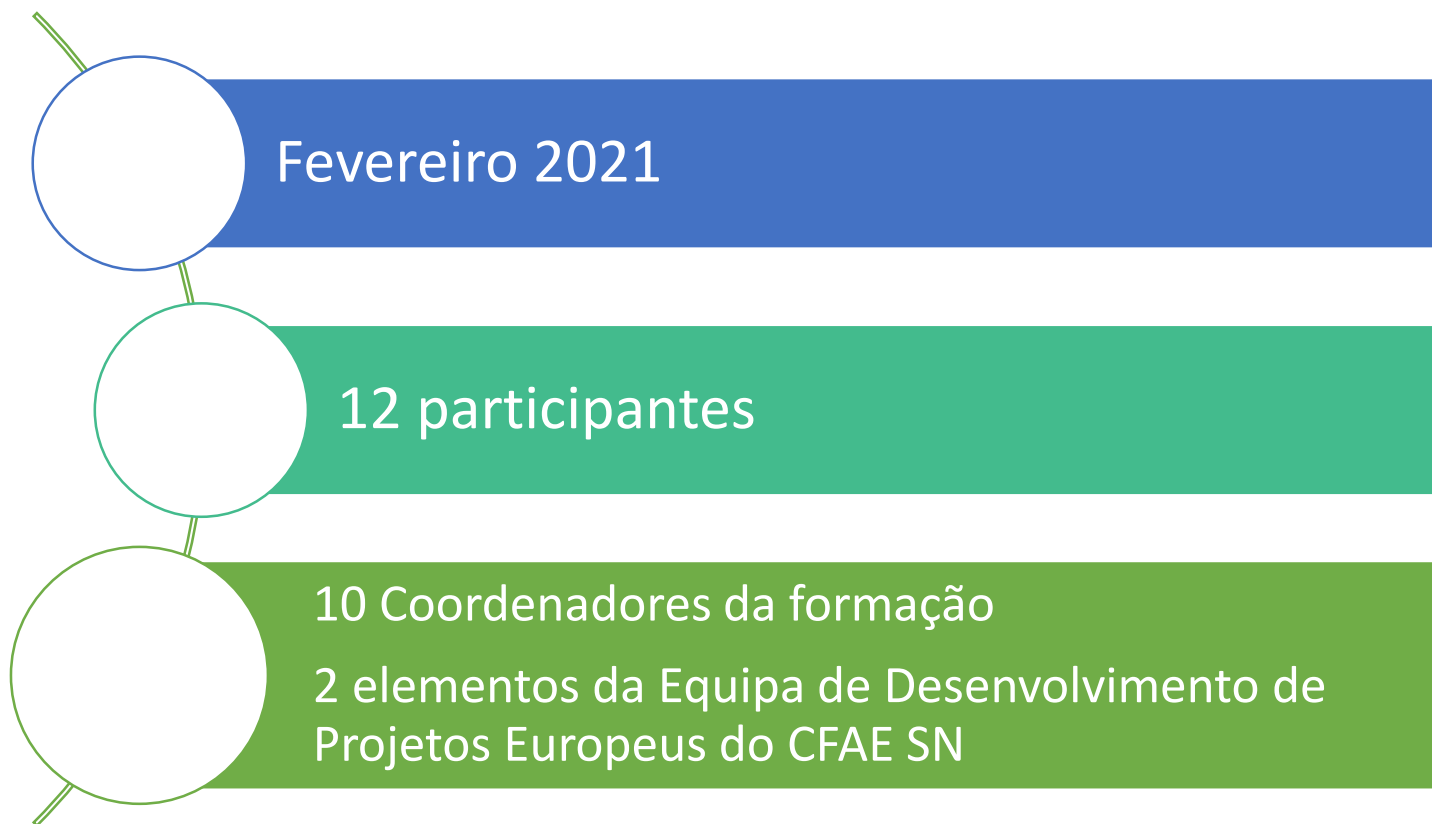 Fevereiro 2021
12 participantes
10 Coordenadores da formação
2 elementos da Equipa de Desenvolvimento de
Projetos Europeus do CFAE SN